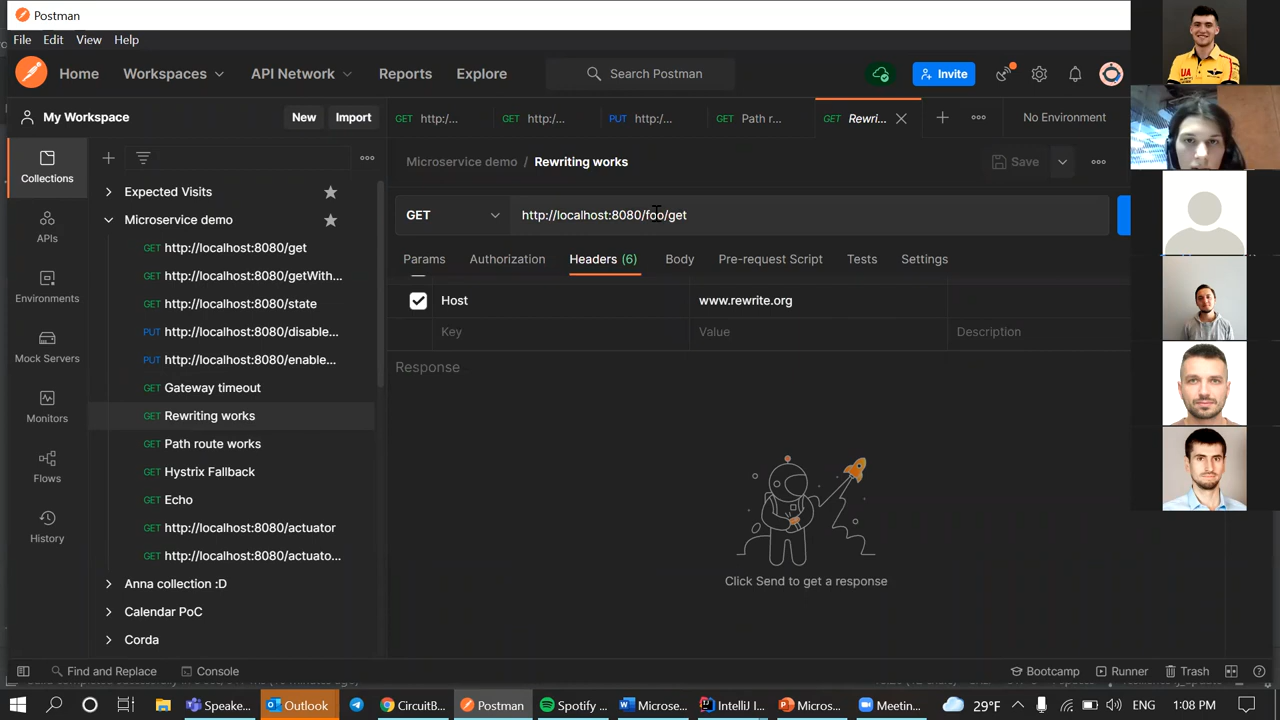 Postman
File Edit View Help
Home Workspaces API Network Reports Explore Search Postman Invite
My Workspace New Import
GET http:/... GET http:/... PUT http:/... GET Path r... GET Rewri... No Environment
Collections
APIs
Environments
Mock Servers
Monitors
Flows
History
Expected Visits
Microservice demo
GET http://localhost:8080/get
GET http://localhost:8080/getWith...
GET http://localhost:8080/state
PUT http://localhost:8080/disable...
PUT http://localhost:8080/enable...
GET Gateway timeout
GET Rewriting works
GET Path route works
GET Hystrix Fallback
GET Echo
GET http://localhost:8080/actuator
GET http://localhost:8080/actuato...
Anna collection :D
Calendar PoC
Corda
Microservice demo / Rewriting works Save
GET http://localhost:8080/foo/get
Params Authorization Headers (6) Body Pre-request Script Tests Settings
Host www.rewrite.org
Key Value Description
Response
Click Send to get a response
UA
Find and Replace Console Bootcamp Runner Trash
Speake... Outlook CircuitB... Postman Spotify ... Microso... IntelliJ I... Micros... Meetin... 29°F ENG 1:08 PM